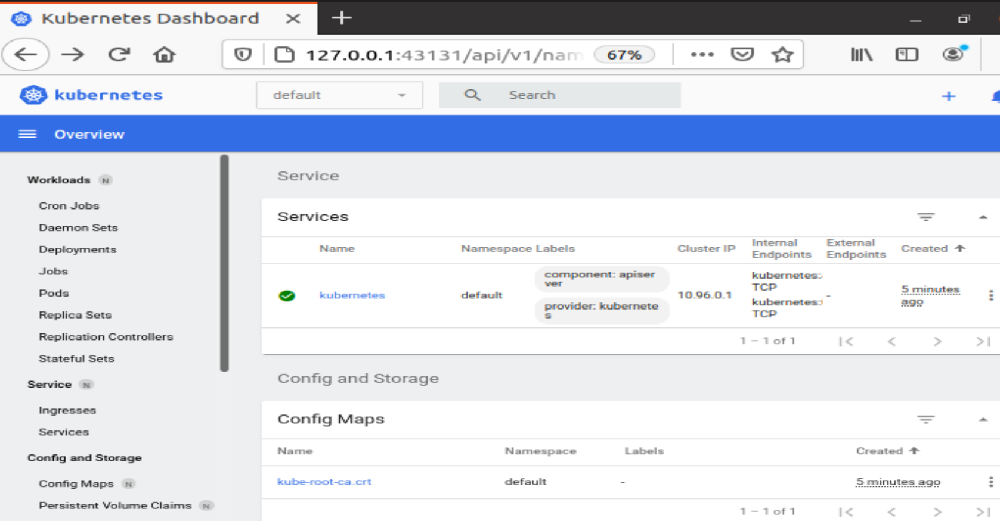 Kubernetes Dashboard
127.0.0.1:43131/api/v1/nam 67%
kubernetes
default
Search
Overview
Workloads N
Cron Jobs
Daemon Sets
Deployments
Jobs
Pods
Replica Sets
Replication Controllers
Stateful Sets
Service N
Ingresses
Services
Config and Storage
Config Maps N
Persistent Volume Claims N
Service
Services
Name Namespace Labels Cluster IP Internal Endpoints External Endpoints Created
kubernetes
default
component: apiser
ver
provider: kubernete
s
10.96.0.1
kubernetes:
TCP
kubernetes:
TCP
-
5 minutes
ago
1 – 1 of 1
Config and Storage
Config Maps
Name Namespace Labels Created
kube-root-ca.crt default - 5 minutes ago
1 – 1 of 1